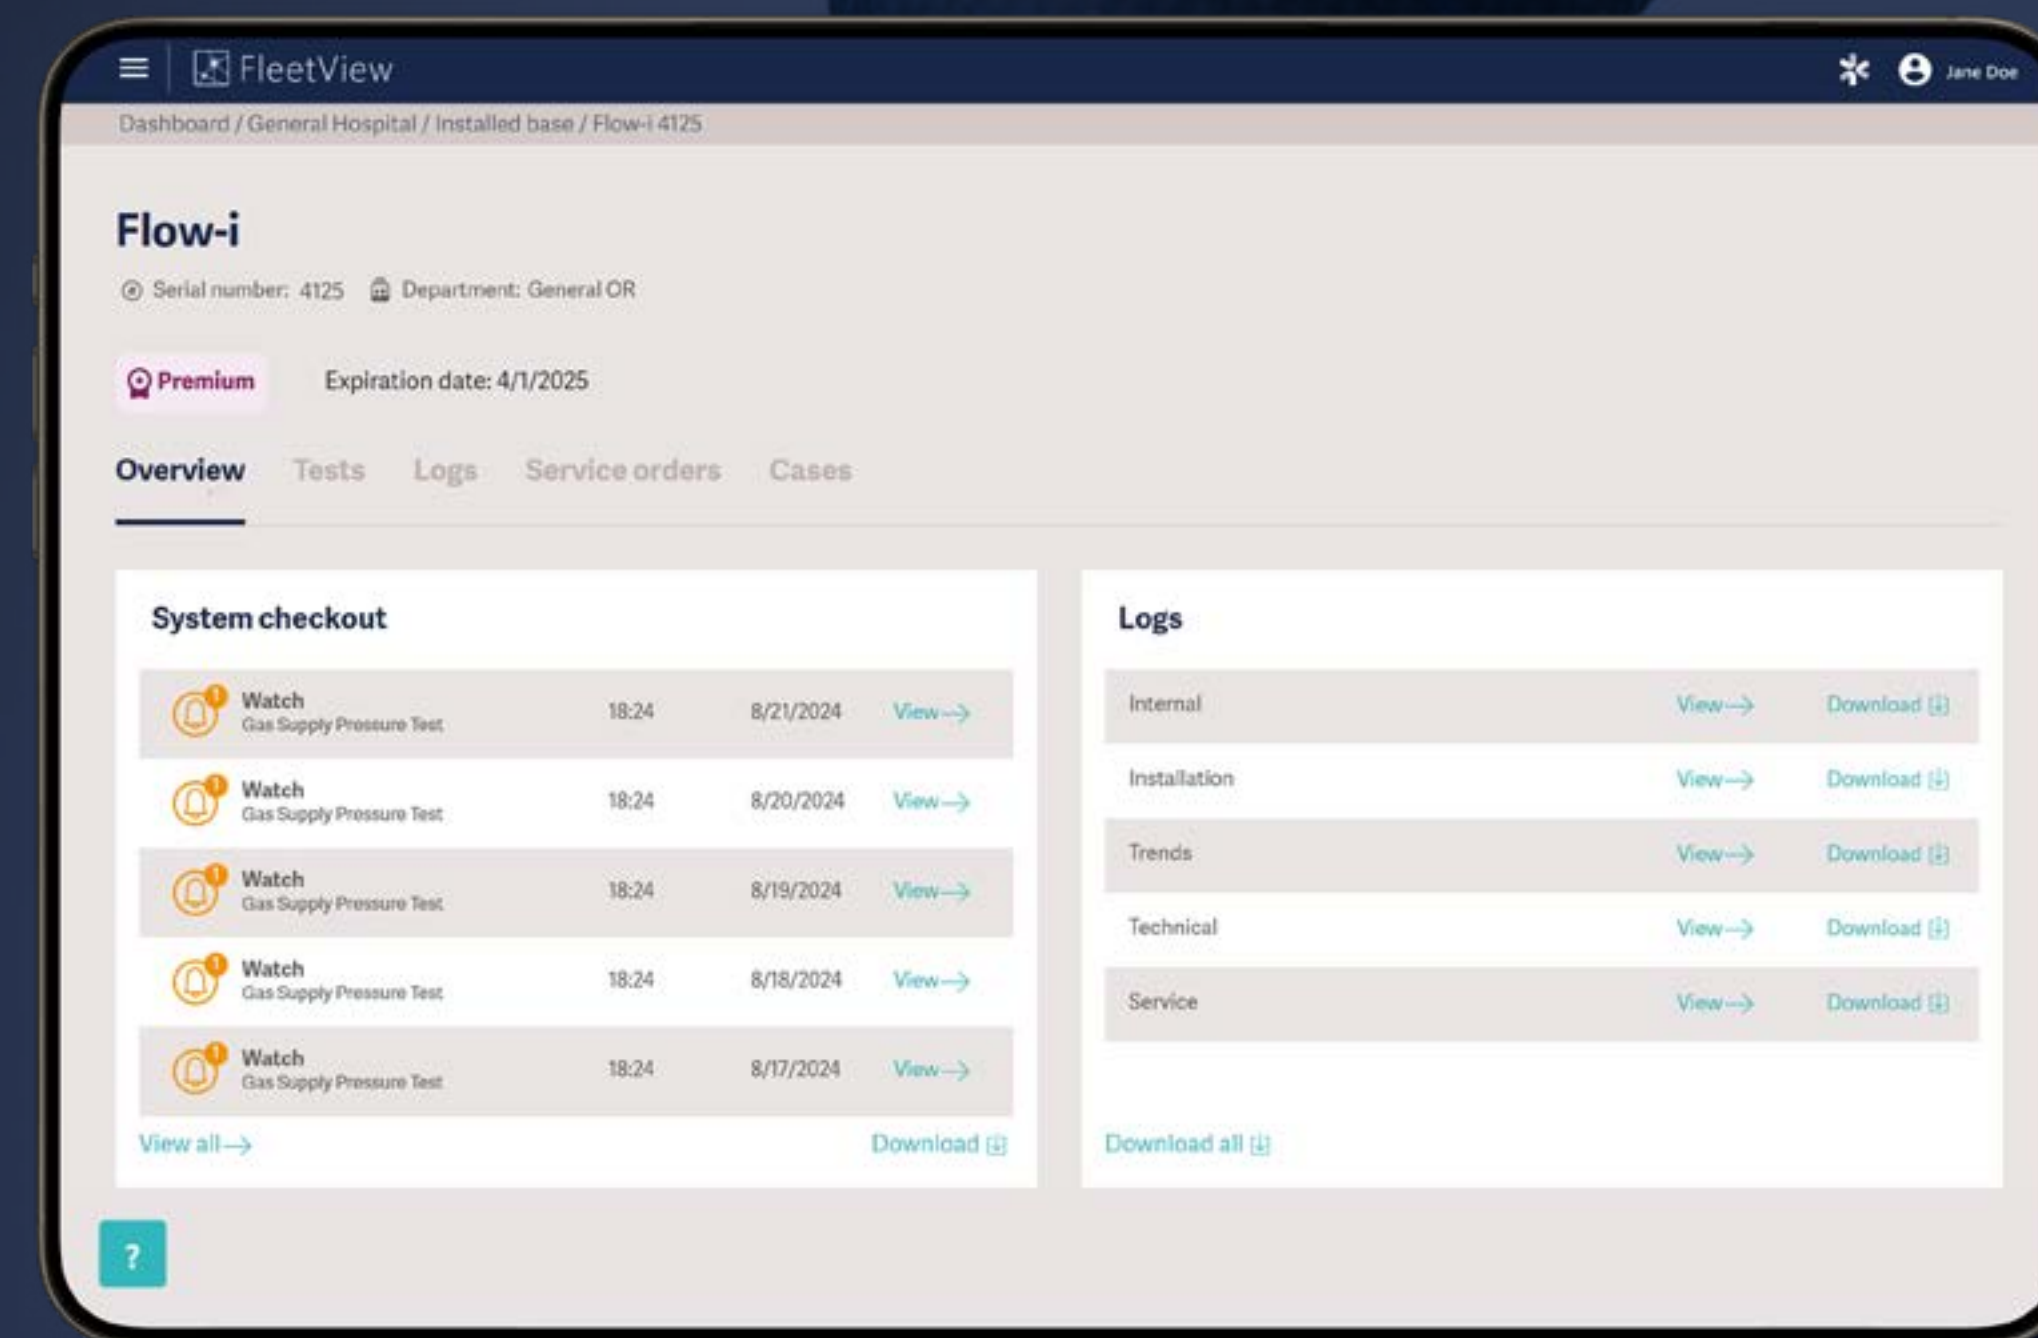 FleetView
Jane Doe
Dashboard / General Hospital / Installed base / Flow-i 4125
Flow-i
Serial number: 4125 Department: General OR
Premium Expiration date: 4/1/2025
Overview Tests Logs Service orders Cases
System checkout
1
Watch 18:24 8/21/2024 View
Gas Supply Pressure Test
1
Watch 18:24 8/20/2024 View
Gas Supply Pressure Test
1
Watch 18:24 8/19/2024 View
Gas Supply Pressure Test
1
Watch 18:24 8/18/2024 View
Gas Supply Pressure Test
1
Watch 18:24 8/17/2024 View
Gas Supply Pressure Test
View all Download
Logs
Internal View Download
Installation View Download
Trends View Download
Technical View Download
Service View Download
Download all
?